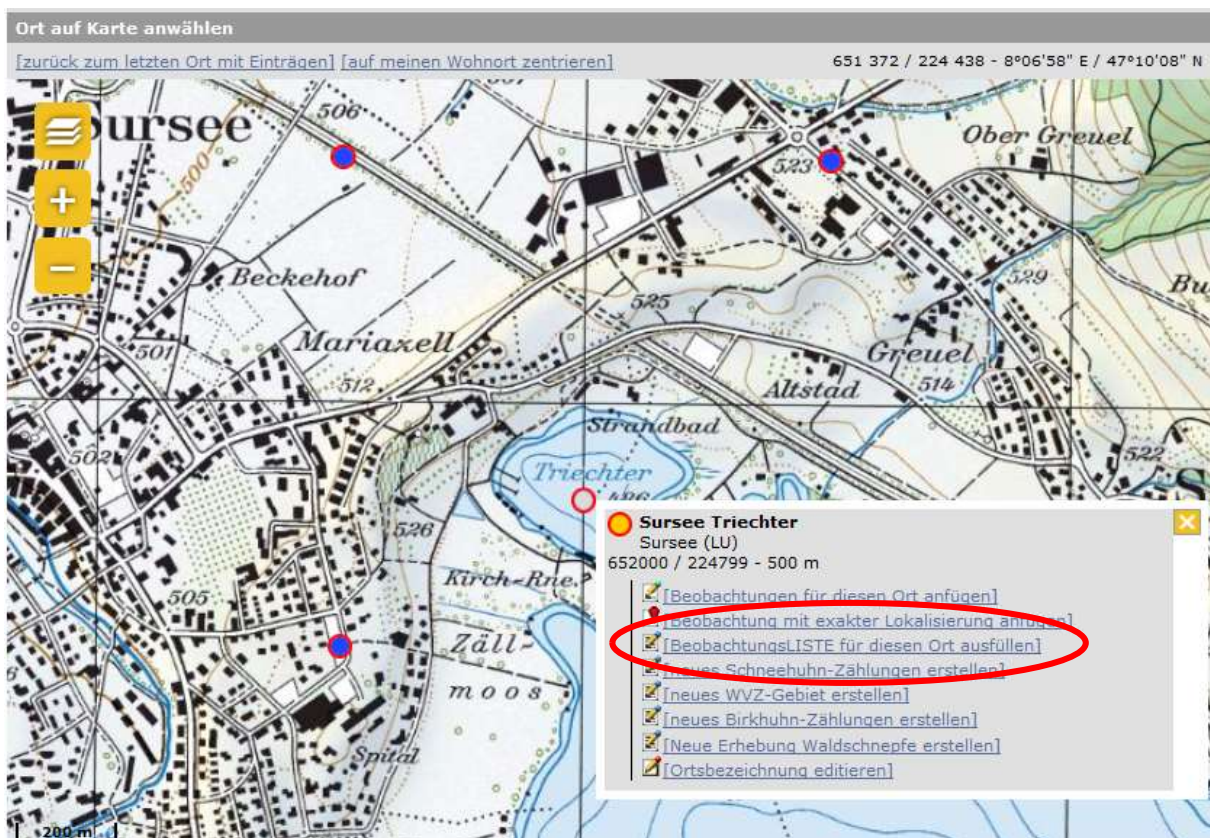 Ort auf Karte anwählen
[zurück zum letzten Ort mit Einträgen] [auf meinen Wohnort zentrieren]
651 372 / 224 438 - 8°06'58" E / 47°10'08" N
Sursee
506
523
Ober Greuel
500
Beckehof
529
525
501
Mariazell
512
Greuel
514
Altstad
Strandbad
502
522
Triechter
526
Kirch-Rne.
505
Zäll-
moos
Spital
200 m
Sursee Triechter
Sursee (LU)
652000 / 224799 - 500 m
[Beobachtungen für diesen Ort anfügen]
[Beobachtung mit exakter Lokalisierung anfügen]
[BeobachtungsLISTE für diesen Ort ausfüllen]
[neues Schneehuhn-Zählungen erstellen]
[neues WVZ-Gebiet erstellen]
[neues Birkhuhn-Zählungen erstellen]
[Neue Erhebung Waldschnepfe erstellen]
[Ortsbezeichnung editieren]